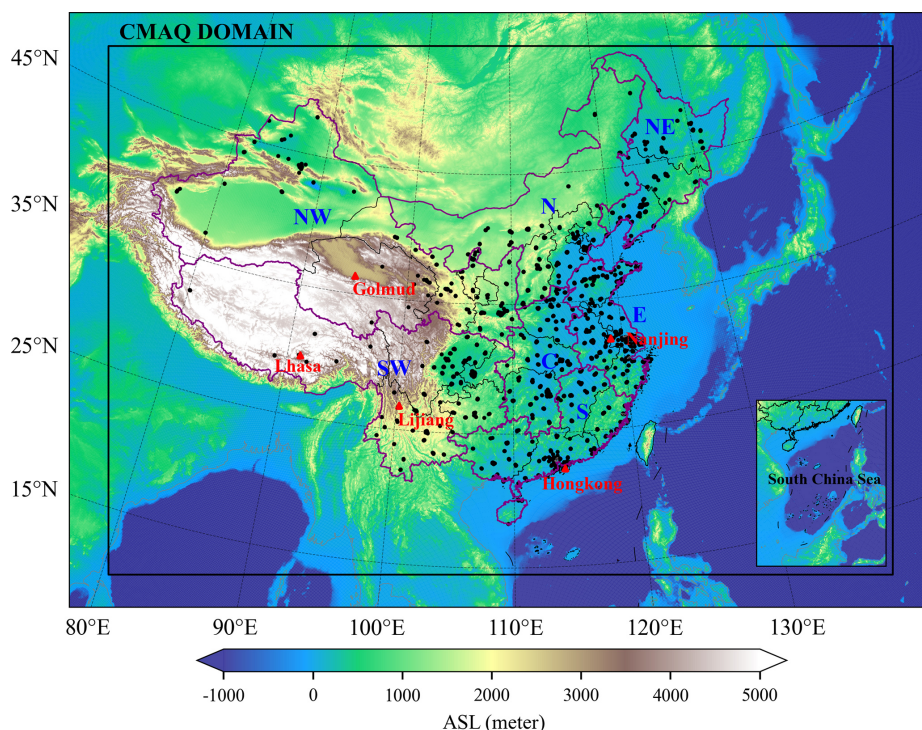 CMAQ DOMAIN
45°N
35°N
25°N
15°N
NE
N
NW
Golmud
E
Nanjing
Lhasa
SW
C
Lijiang
S
Hongkong
South China Sea
80°E
90°E
100°E
110°E
120°E
130°E
-1000
0
1000
2000
3000
4000
5000
ASL (meter)